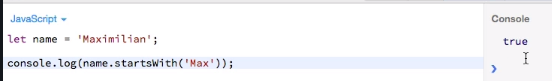 JavaScript
Console
let name = 'Maximilian';
true
console.log(name.startsWith('Max'));